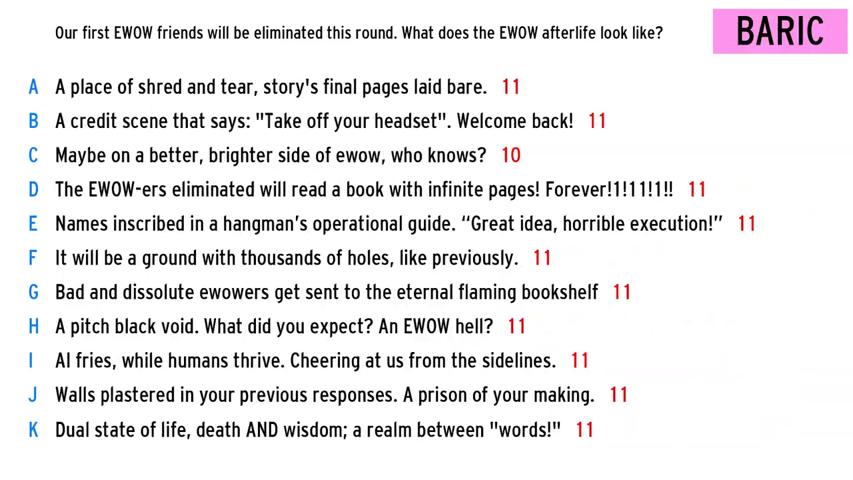 Our first EWOW friends will be eliminated this round. What does the EWOW afterlife look like?
BARIC
A A place of shred and tear, story's final pages laid bare. 11
B A credit scene that says: "Take off your headset". Welcome back! 11
C Maybe on a better, brighter side of ewow, who knows? 10
D The EWOW-ers eliminated will read a book with infinite pages! Forever!1!11!1!! 11
E Names inscribed in a hangman’s operational guide. “Great idea, horrible execution!” 11
F It will be a ground with thousands of holes, like previously. 11
G Bad and dissolute ewowers get sent to the eternal flaming bookshelf 11
H A pitch black void. What did you expect? An EWOW hell? 11
I AI fries, while humans thrive. Cheering at us from the sidelines. 11
J Walls plastered in your previous responses. A prison of your making. 11
K Dual state of life, death AND wisdom; a realm between "words!" 11